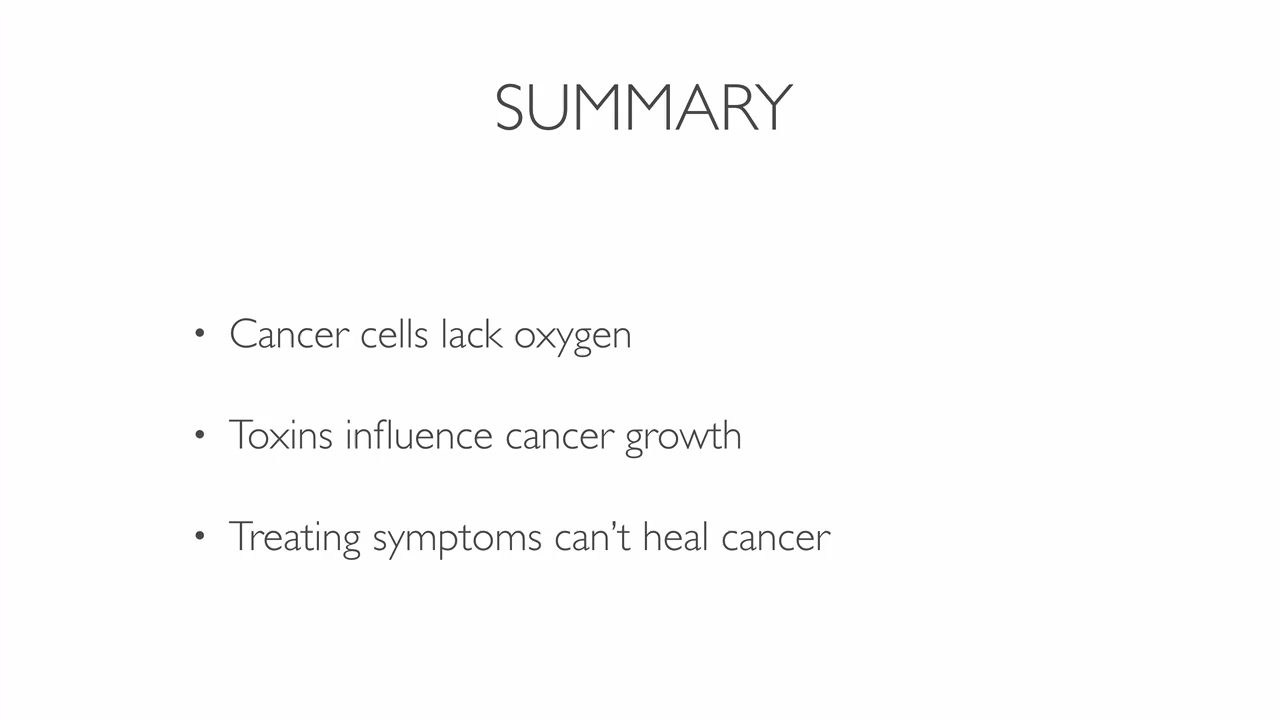 SUMMARY
• Cancer cells lack oxygen
• Toxins influence cancer growth
• Treating symptoms can’t heal cancer